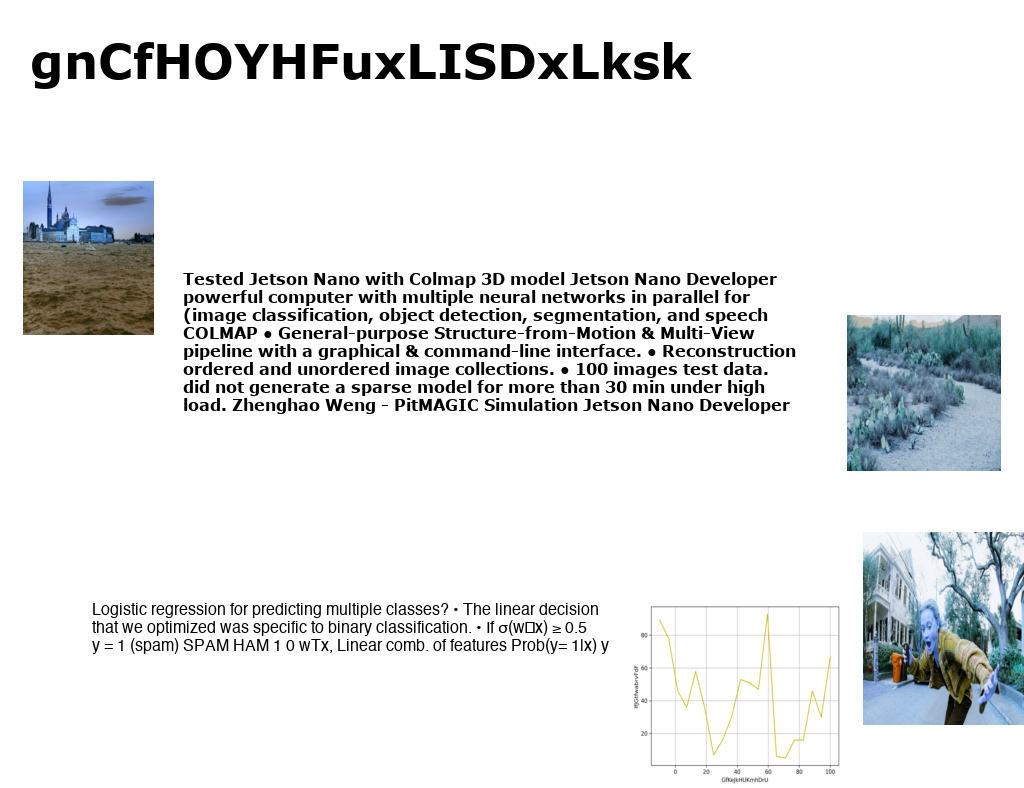 gnCfHOYHFuxLISDxLksk
Tested Jetson Nano with Colmap 3D model Jetson Nano Developer
powerful computer with multiple neural networks in parallel for
(image classification, object detection, segmentation, and speech
COLMAP ● General-purpose Structure-from-Motion & Multi-View
pipeline with a graphical & command-line interface. ● Reconstruction
ordered and unordered image collections. ● 100 images test data.
did not generate a sparse model for more than 30 min under high
load. Zhenghao Weng - PitMAGIC Simulation Jetson Nano Developer
Logistic regression for predicting multiple classes? • The linear decision
that we optimized was specific to binary classification. • If σ(w□x) ≥ 0.5
y = 1 (spam) SPAM HAM 1 0 wTx, Linear comb. of features Prob(y= 1|x) y
80
60
40
20
0 20 40 60 80 100
GfKeJkHUKmhDrU